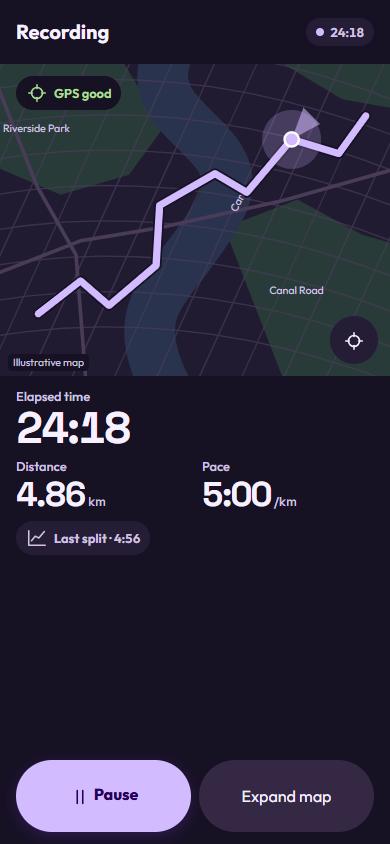 Recording
24:18
GPS good
Riverside Park
Canal Road
Illustrative map
Elapsed time
24:18
Distance
4.86 km
Pace
5:00 /km
Last split · 4:56
Pause
Expand map